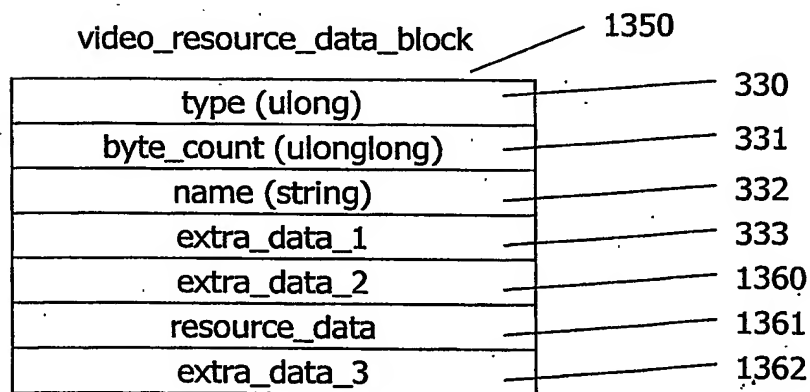 video_resource_data_block 1350
type (ulong) 330
byte_count (ulonglong) 331
name (string) 332
extra_data_1 333
extra_data_2 1360
resource_data 1361
extra_data_3 1362